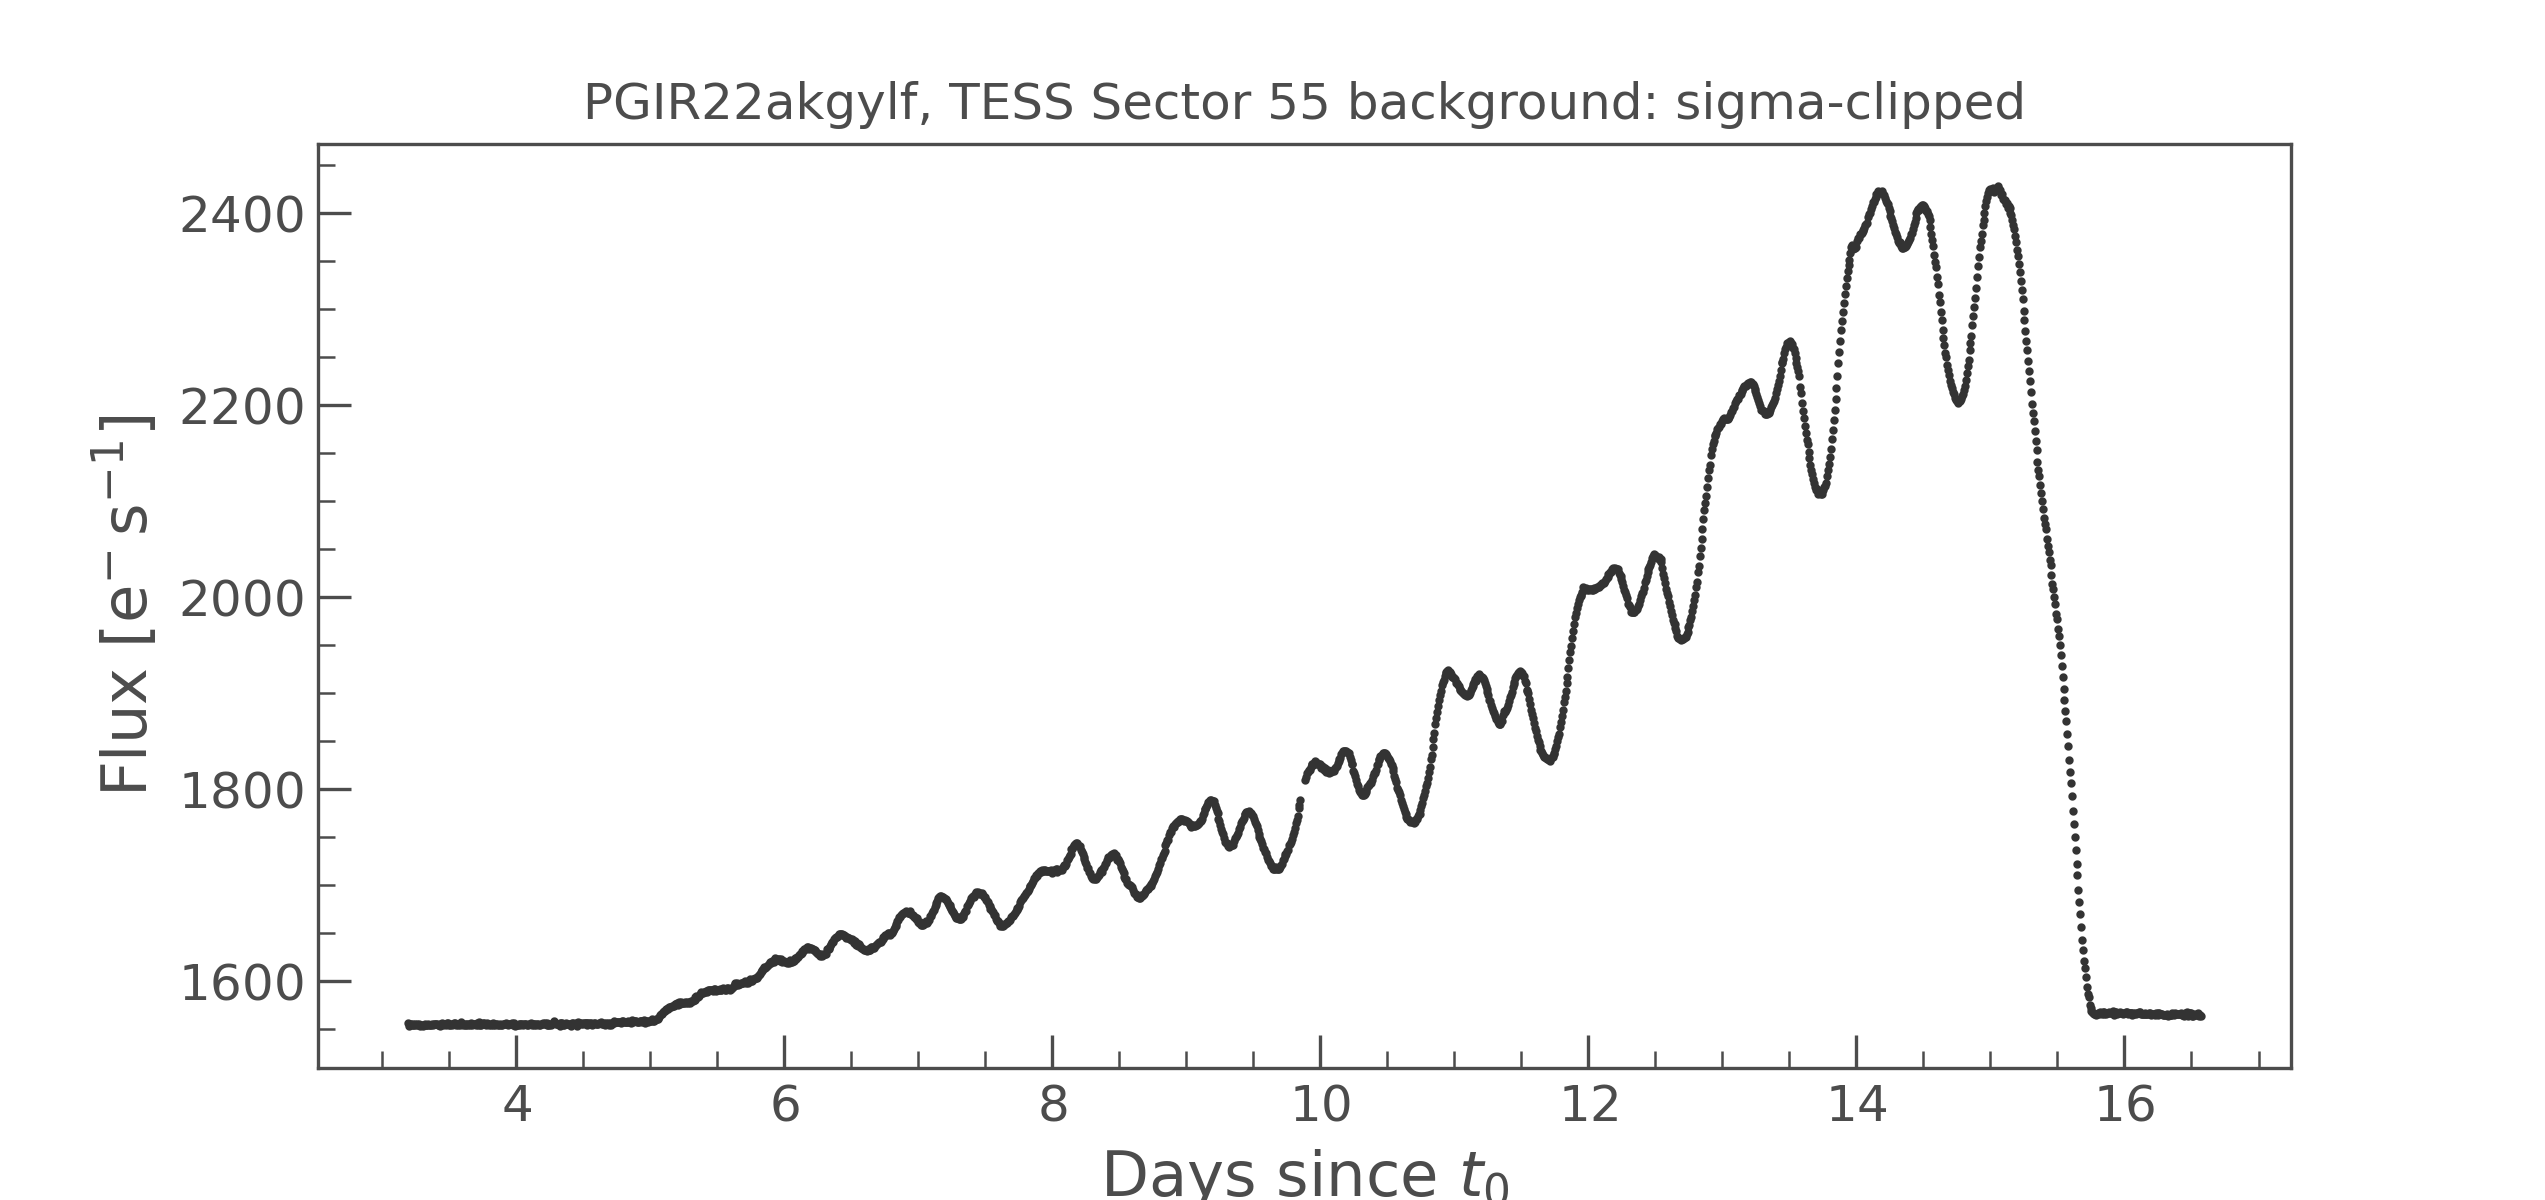 PGIR22akgylf, TESS Sector 55 background: sigma-clipped
2400
2200
2000
1800
1600
Flux [e⁻ s⁻¹]
4 6 8 10 12 14 16
Days since t₀